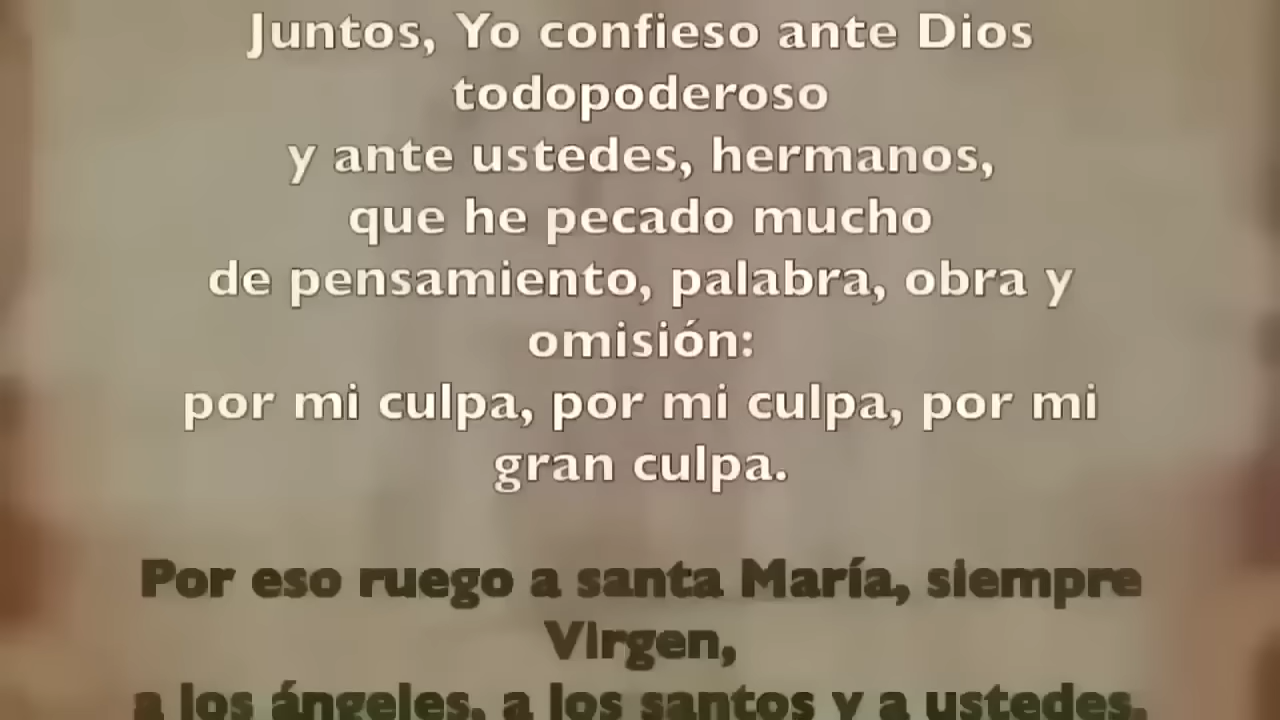 Juntos, Yo confieso ante Dios
todopoderoso
y ante ustedes, hermanos,
que he pecado mucho
de pensamiento, palabra, obra y
omisión:
por mi culpa, por mi culpa, por mi
gran culpa.
Por eso ruego a santa María, siempre
Virgen,
a los ángeles, a los santos y a ustedes,